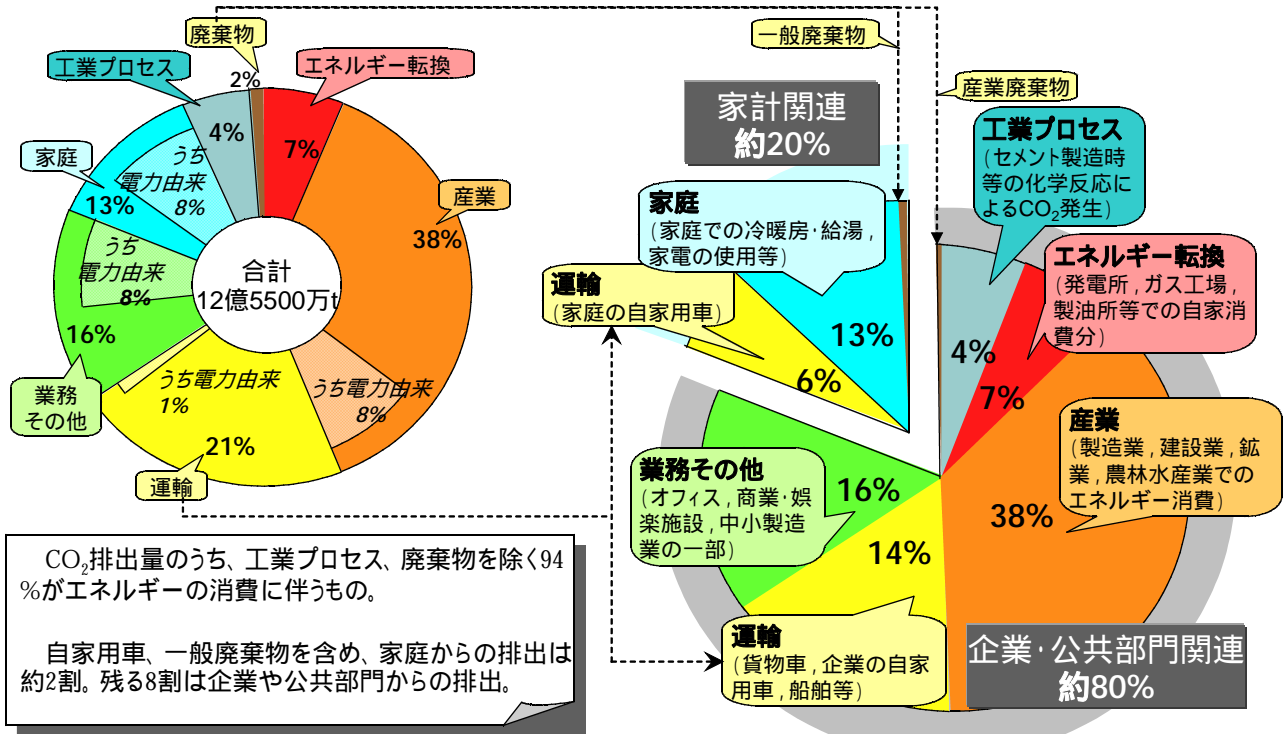 廃棄物
工業プロセス
エネルギー転換
2%
4%
7%
家庭
うち
電力由来
8%
13%
産業
38%
うち
電力由来
8%
16%
合計
12億5500万t
業務
その他
うち電力由来
1%
うち電力由来
8%
21%
運輸
CO₂排出量のうち、工業プロセス、廃棄物を除く94
%がエネルギーの消費に伴うもの。
自家用車、一般廃棄物を含め、家庭からの排出は
約2割。残る8割は企業や公共部門からの排出。
一般廃棄物
産業廃棄物
家計関連
約20%
家庭
(家庭での冷暖房・給湯,
家電の使用等)
運輸
(家庭の自家用車)
13%
6%
工業プロセス
(セメント製造時
等の化学反応に
よるCO₂発生)
エネルギー転換
(発電所,ガス工場,
製油所等での自家消
費分)
4%
7%
産業
(製造業,建設業,鉱
業,農林水産業での
エネルギー消費)
38%
業務その他
(オフィス,商業・娯
楽施設,中小製造
業の一部)
16%
14%
運輸
(貨物車,企業の自家
用車,船舶等)
企業・公共部門関連
約80%